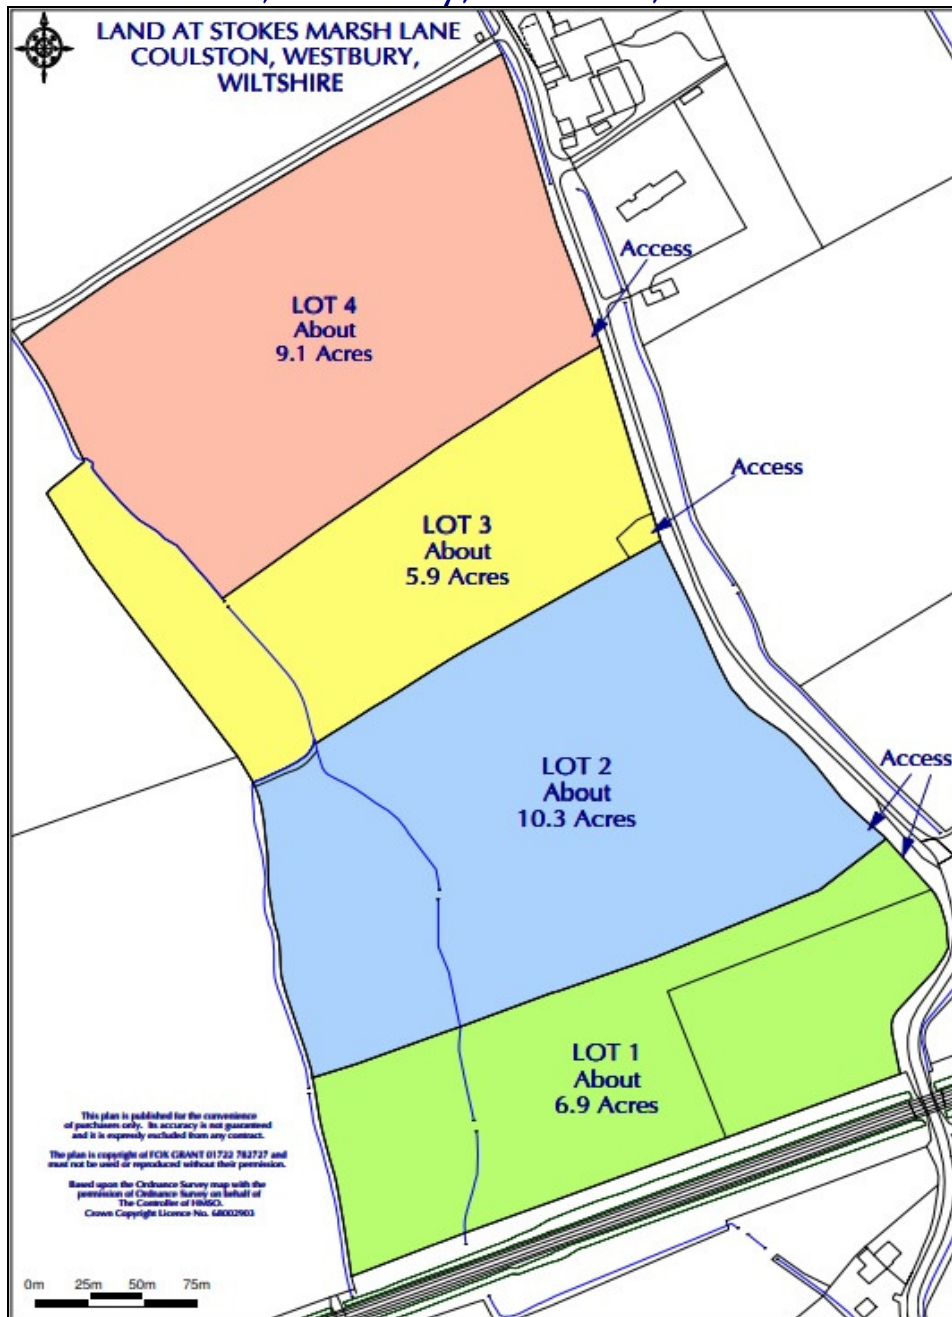 LAND AT STOKES MARSH LANE
COULSTON, WESTBURY,
WILTSHIRE
Access
LOT 4
About
9.1 Acres
Access
LOT 3
About
5.9 Acres
Access
LOT 2
About
10.3 Acres
LOT 1
About
6.9 Acres
This plan is published for the convenience
of purchasers only. Its accuracy is not guaranteed
and it is expressly excluded from any contract.
The plan is copyright of FOX GRANT 01722 782727 and
must not be used or reproduced without their permission.
Based upon the Ordnance Survey map with the
permission of Ordnance Survey on behalf of
The Controller of HMSO.
Crown Copyright Licence No. 68002903
0m 25m 50m 75m